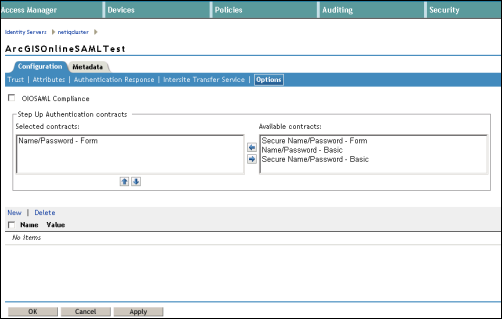 Access Manager Devices Policies Auditing Security
Identity Servers netiqcluster
ArcGISOnlineSAMLTest
Configuration Metadata
Trust | Attributes | Authentication Response | Intersite Transfer Service | Options
OIOSAML Compliance
Step Up Authentication contracts
Selected contracts: Available contracts:
Name/Password - Form Secure Name/Password - Form
Name/Password - Basic
Secure Name/Password - Basic
New | Delete
Name Value
No items
OK Cancel Apply